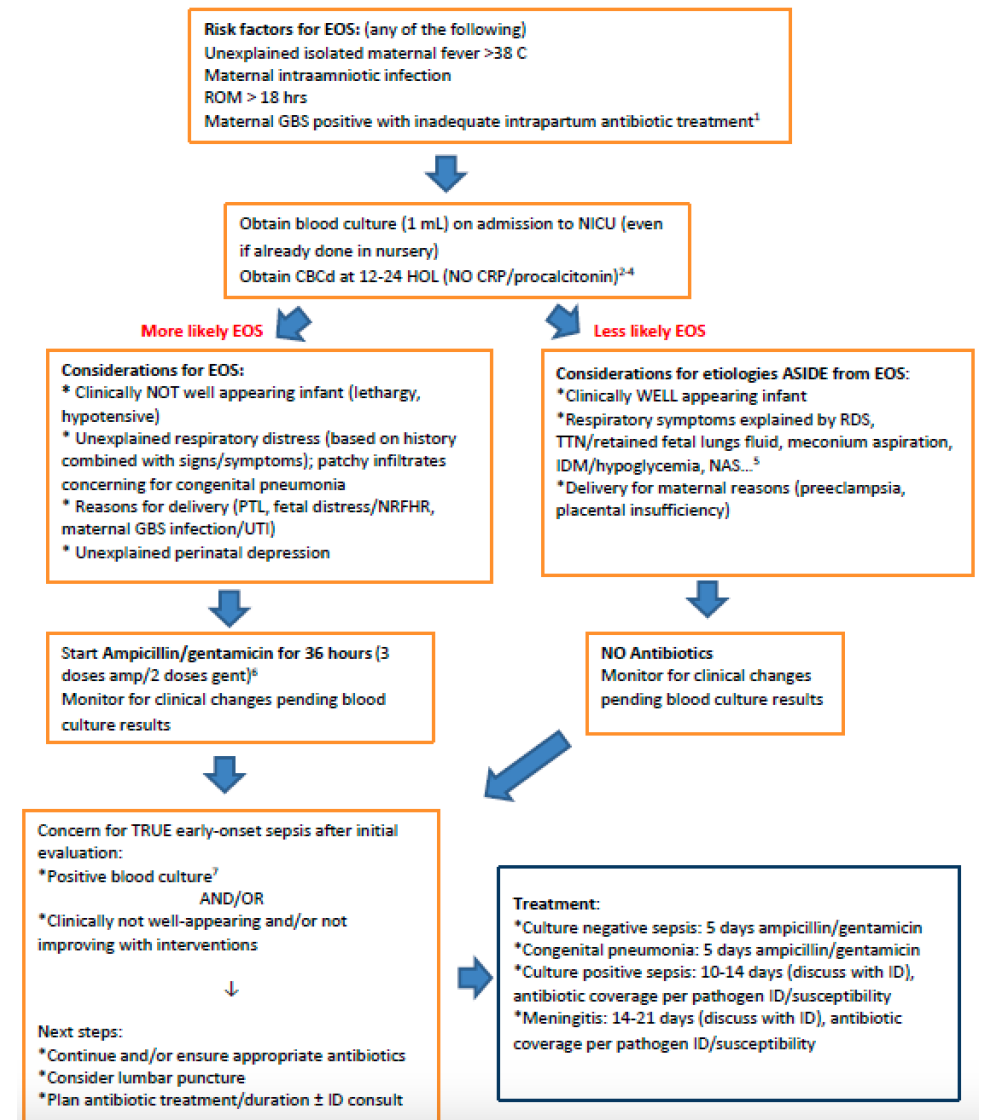 Risk factors for EOS: (any of the following)
Unexplained isolated maternal fever >38 C
Maternal intraamniotic infection
ROM > 18 hrs
Maternal GBS positive with inadequate intrapartum antibiotic treatment¹
Obtain blood culture (1 mL) on admission to NICU (even
if already done in nursery)
Obtain CBCd at 12-24 HOL (NO CRP/procalcitonin)²⁻⁴
More likely EOS
Less likely EOS
Considerations for EOS:
* Clinically NOT well appearing infant (lethargy,
hypotensive)
* Unexplained respiratory distress (based on history
combined with signs/symptoms); patchy infiltrates
concerning for congenital pneumonia
* Reasons for delivery (PTL, fetal distress/NRFHR,
maternal GBS infection/UTI)
* Unexplained perinatal depression
Considerations for etiologies ASIDE from EOS:
*Clinically WELL appearing infant
*Respiratory symptoms explained by RDS,
TTN/retained fetal lungs fluid, meconium aspiration,
IDM/hypoglycemia, NAS...⁵
*Delivery for maternal reasons (preeclampsia,
placental insufficiency)
Start Ampicillin/gentamicin for 36 hours (3
doses amp/2 doses gent)⁶
Monitor for clinical changes pending blood
culture results
NO Antibiotics
Monitor for clinical changes
pending blood culture results
Concern for TRUE early-onset sepsis after initial
evaluation:
*Positive blood culture⁷
AND/OR
*Clinically not well-appearing and/or not
improving with interventions
↓
Next steps:
*Continue and/or ensure appropriate antibiotics
*Consider lumbar puncture
*Plan antibiotic treatment/duration ± ID consult
Treatment:
*Culture negative sepsis: 5 days ampicillin/gentamicin
*Congenital pneumonia: 5 days ampicillin/gentamicin
*Culture positive sepsis: 10-14 days (discuss with ID),
antibiotic coverage per pathogen ID/susceptibility
*Meningitis: 14-21 days (discuss with ID), antibiotic
coverage per pathogen ID/susceptibility